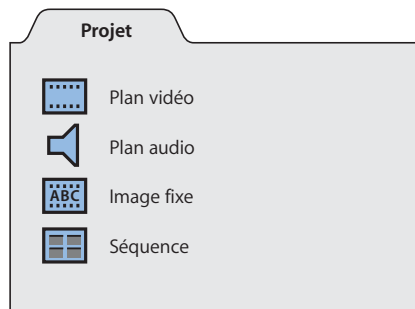 Projet
Plan vidéo
Plan audio
ABC Image fixe
Séquence